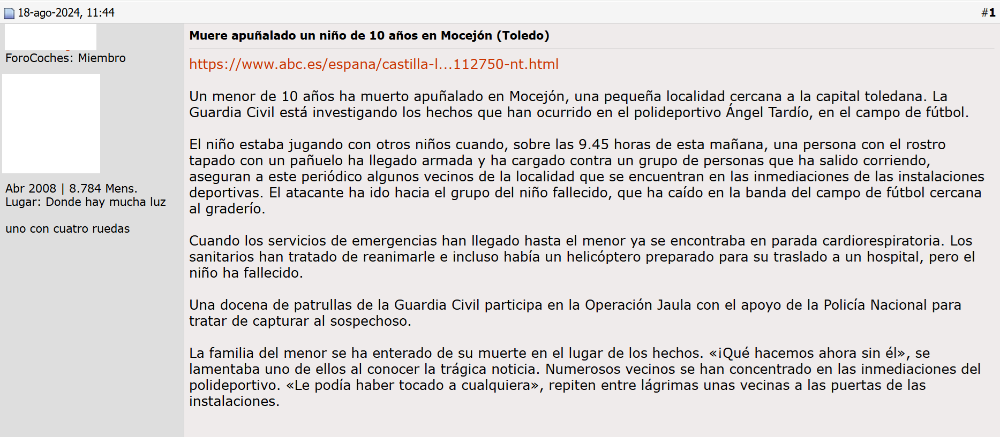 18-ago-2024, 11:44
#1
ForoCoches: Miembro
Abr 2008 | 8.784 Mens.
Lugar: Donde hay mucha luz
uno con cuatro ruedas
Muere apuñalado un niño de 10 años en Mocejón (Toledo)
https://www.abc.es/espana/castilla-l...112750-nt.html
Un menor de 10 años ha muerto apuñalado en Mocejón, una pequeña localidad cercana a la capital toledana. La
Guardia Civil está investigando los hechos que han ocurrido en el polideportivo Ángel Tardío, en el campo de fútbol.
El niño estaba jugando con otros niños cuando, sobre las 9.45 horas de esta mañana, una persona con el rostro
tapado con un pañuelo ha llegado armada y ha cargado contra un grupo de personas que ha salido corriendo,
aseguran a este periódico algunos vecinos de la localidad que se encuentran en las inmediaciones de las instalaciones
deportivas. El atacante ha ido hacia el grupo del niño fallecido, que ha caído en la banda del campo de fútbol cercana
al graderío.
Cuando los servicios de emergencias han llegado hasta el menor ya se encontraba en parada cardiorespiratoria. Los
sanitarios han tratado de reanimarle e incluso había un helicóptero preparado para su traslado a un hospital, pero el
niño ha fallecido.
Una docena de patrullas de la Guardia Civil participa en la Operación Jaula con el apoyo de la Policía Nacional para
tratar de capturar al sospechoso.
La familia del menor se ha enterado de su muerte en el lugar de los hechos. «¡Qué hacemos ahora sin él», se
lamentaba uno de ellos al conocer la trágica noticia. Numerosos vecinos se han concentrado en las inmediaciones del
polideportivo. «Le podía haber tocado a cualquiera», repiten entre lágrimas unas vecinas a las puertas de las
instalaciones.